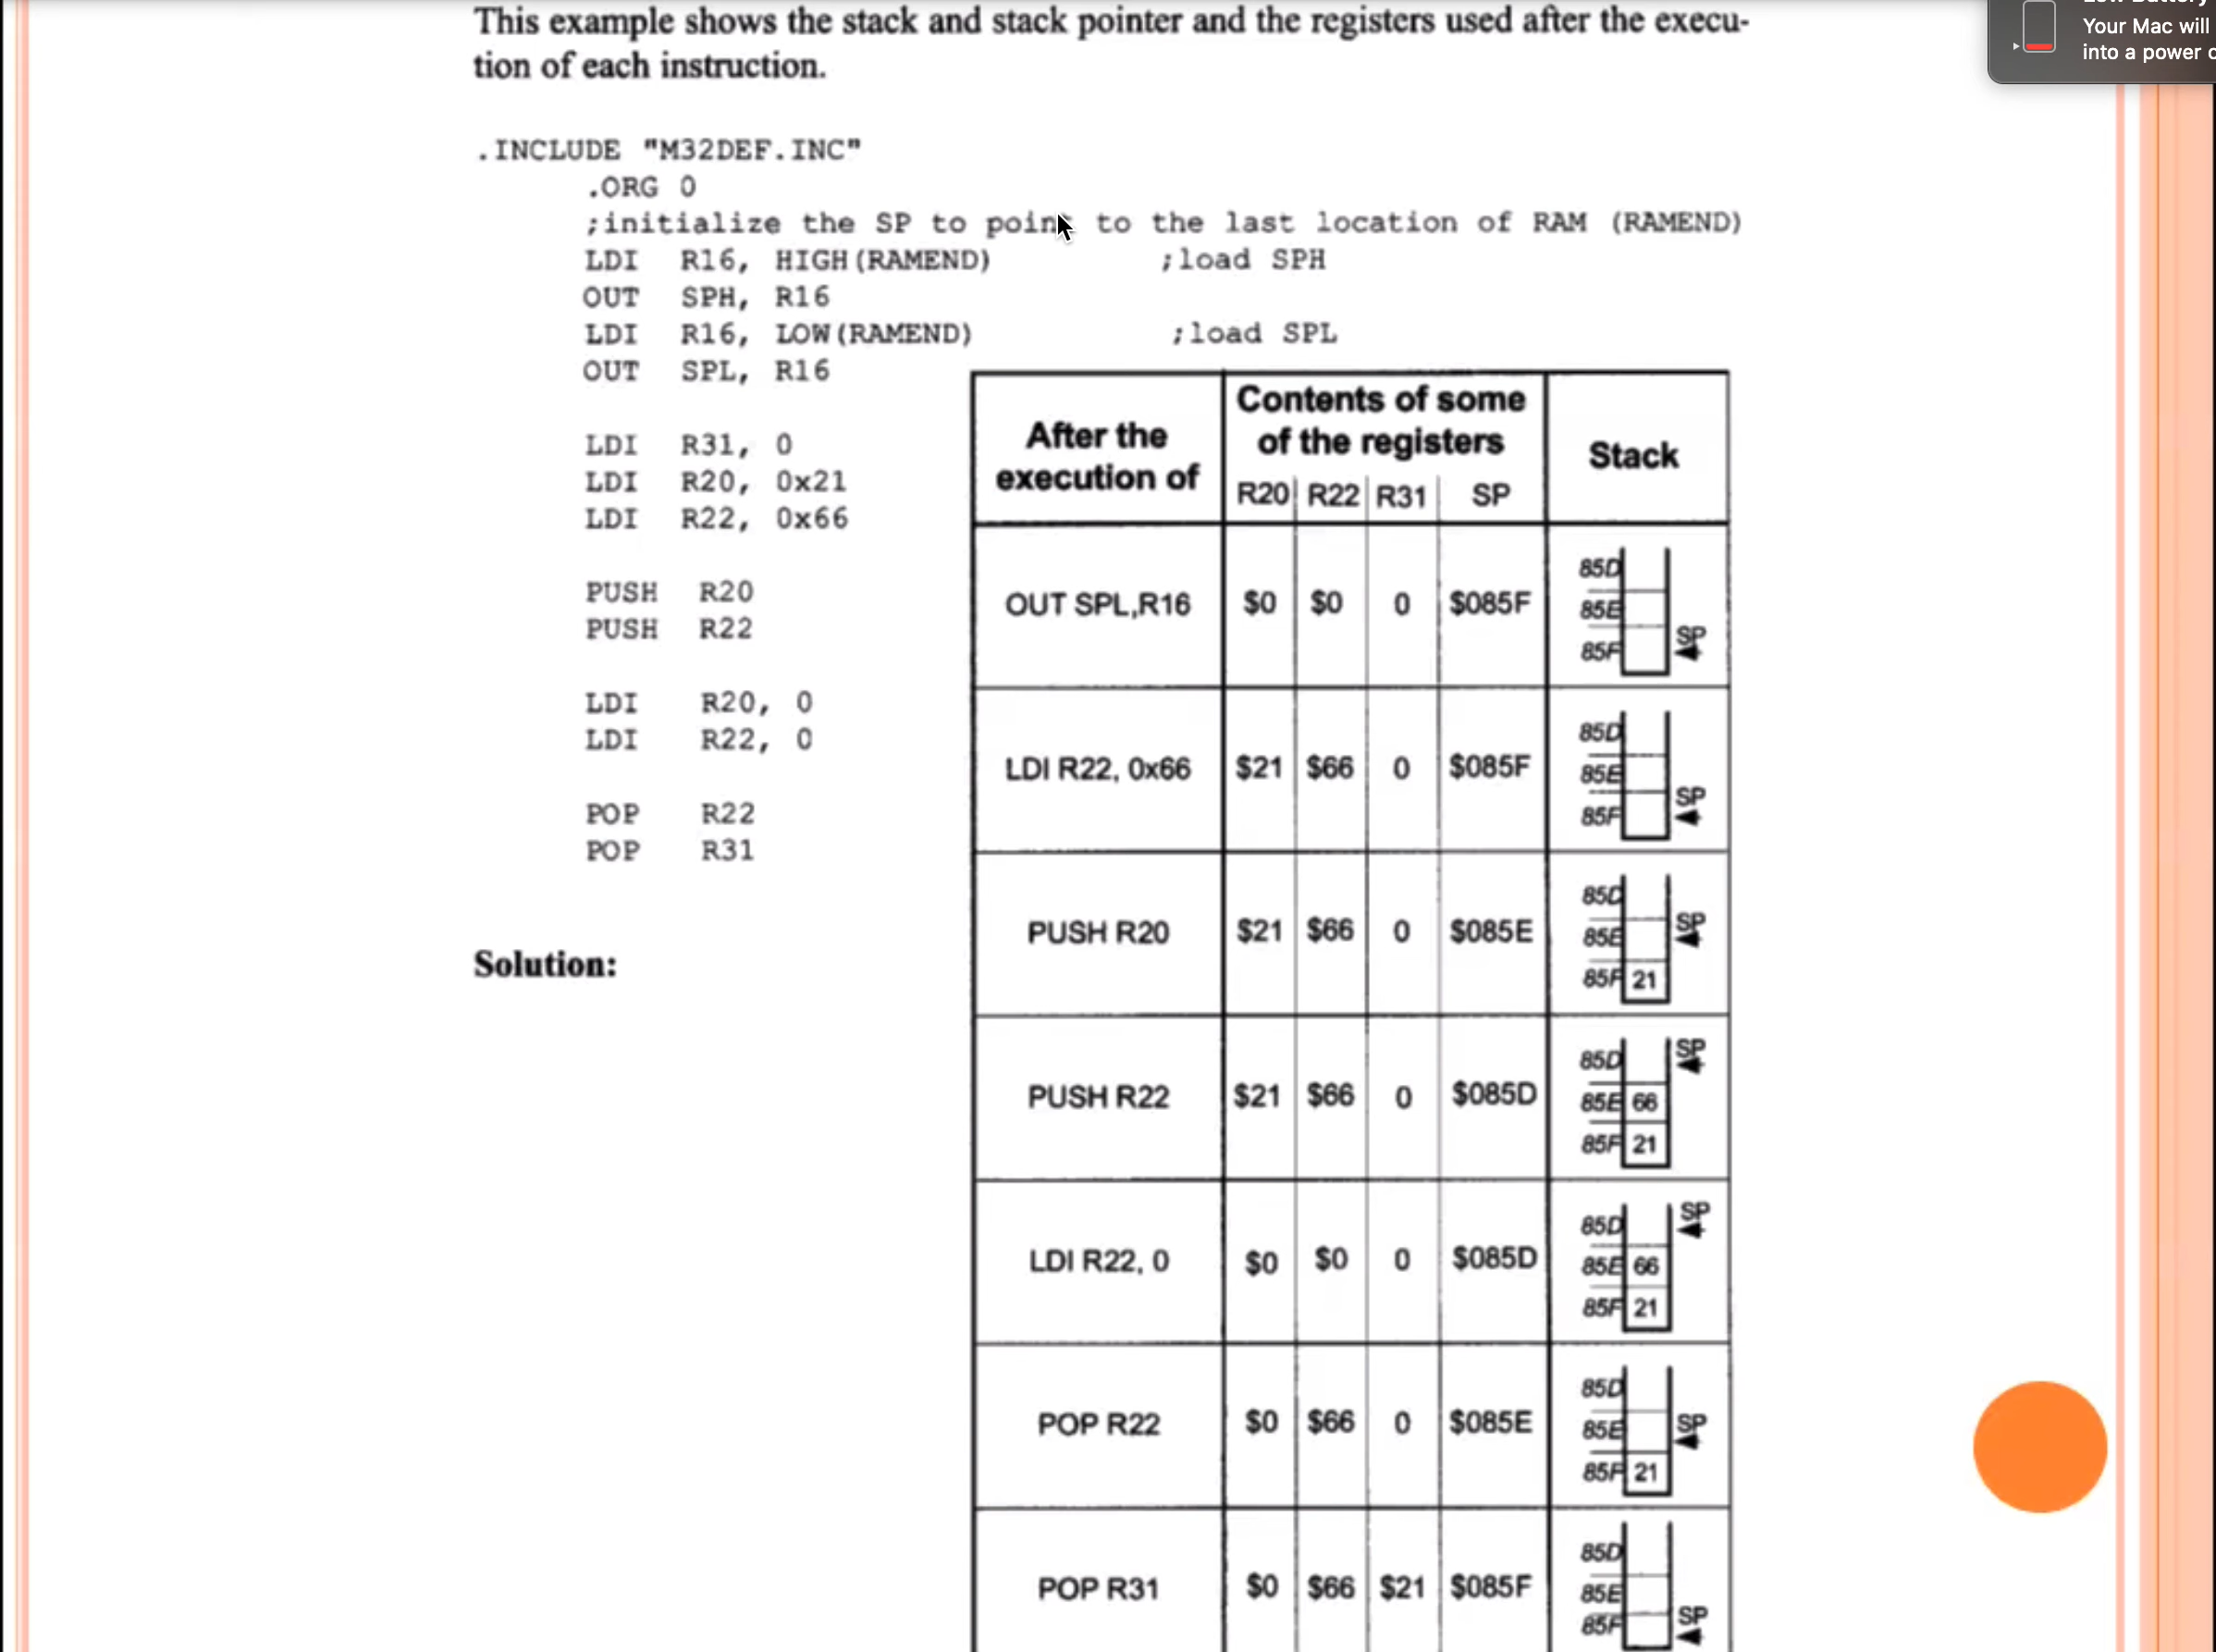 This example shows the stack and stack pointer and the registers used after the execu-
tion of each instruction.
Your Mac will
into a power
.INCLUDE "M32DEF.INC"
.ORG 0
;initialize the SP to point to the last location of RAM (RAMEND)
LDI R16, HIGH(RAMEND) ;load SPH
OUT SPH, R16
LDI R16, LOW(RAMEND) ;load SPL
OUT SPL, R16
LDI R31, 0
LDI R20, 0x21
LDI R22, 0x66
PUSH R20
PUSH R22
LDI R20, 0
LDI R22, 0
POP R22
POP R31
Solution:
After the
execution of
Contents of some
of the registers
R20 R22 R31 SP
Stack
OUT SPL,R16 $0 $0 0 $085F
85D
85E
85F
SP
LDI R22, 0x66 $21 $66 0 $085F
85D
85E
85F
SP
PUSH R20 $21 $66 0 $085E
85D
85E
85F 21
SP
PUSH R22 $21 $66 0 $085D
85D
85E 66
85F 21
SP
LDI R22, 0 $0 $0 0 $085D
85D
85E 66
85F 21
SP
POP R22 $0 $66 0 $085E
85D
85E
85F 21
SP
POP R31 $0 $66 $21 $085F
85D
85E
85F
SP